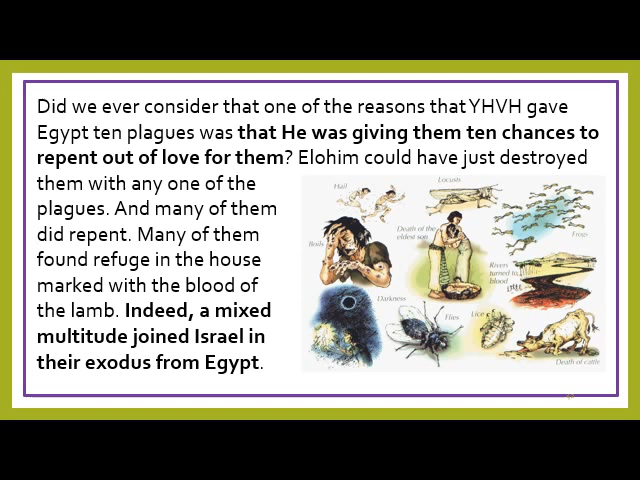 Did we ever consider that one of the reasons that YHVH gave
Egypt ten plagues was that He was giving them ten chances to
repent out of love for them? Elohim could have just destroyed
them with any one of the
plagues. And many of them
did repent. Many of them
found refuge in the house
marked with the blood of
the lamb. Indeed, a mixed
multitude joined Israel in
their exodus from Egypt.
Hail
Locusts
Boils
Death of the
eldest son
Frogs
Rivers
turned to
blood
Darkness
Flies
Lice
Death of cattle